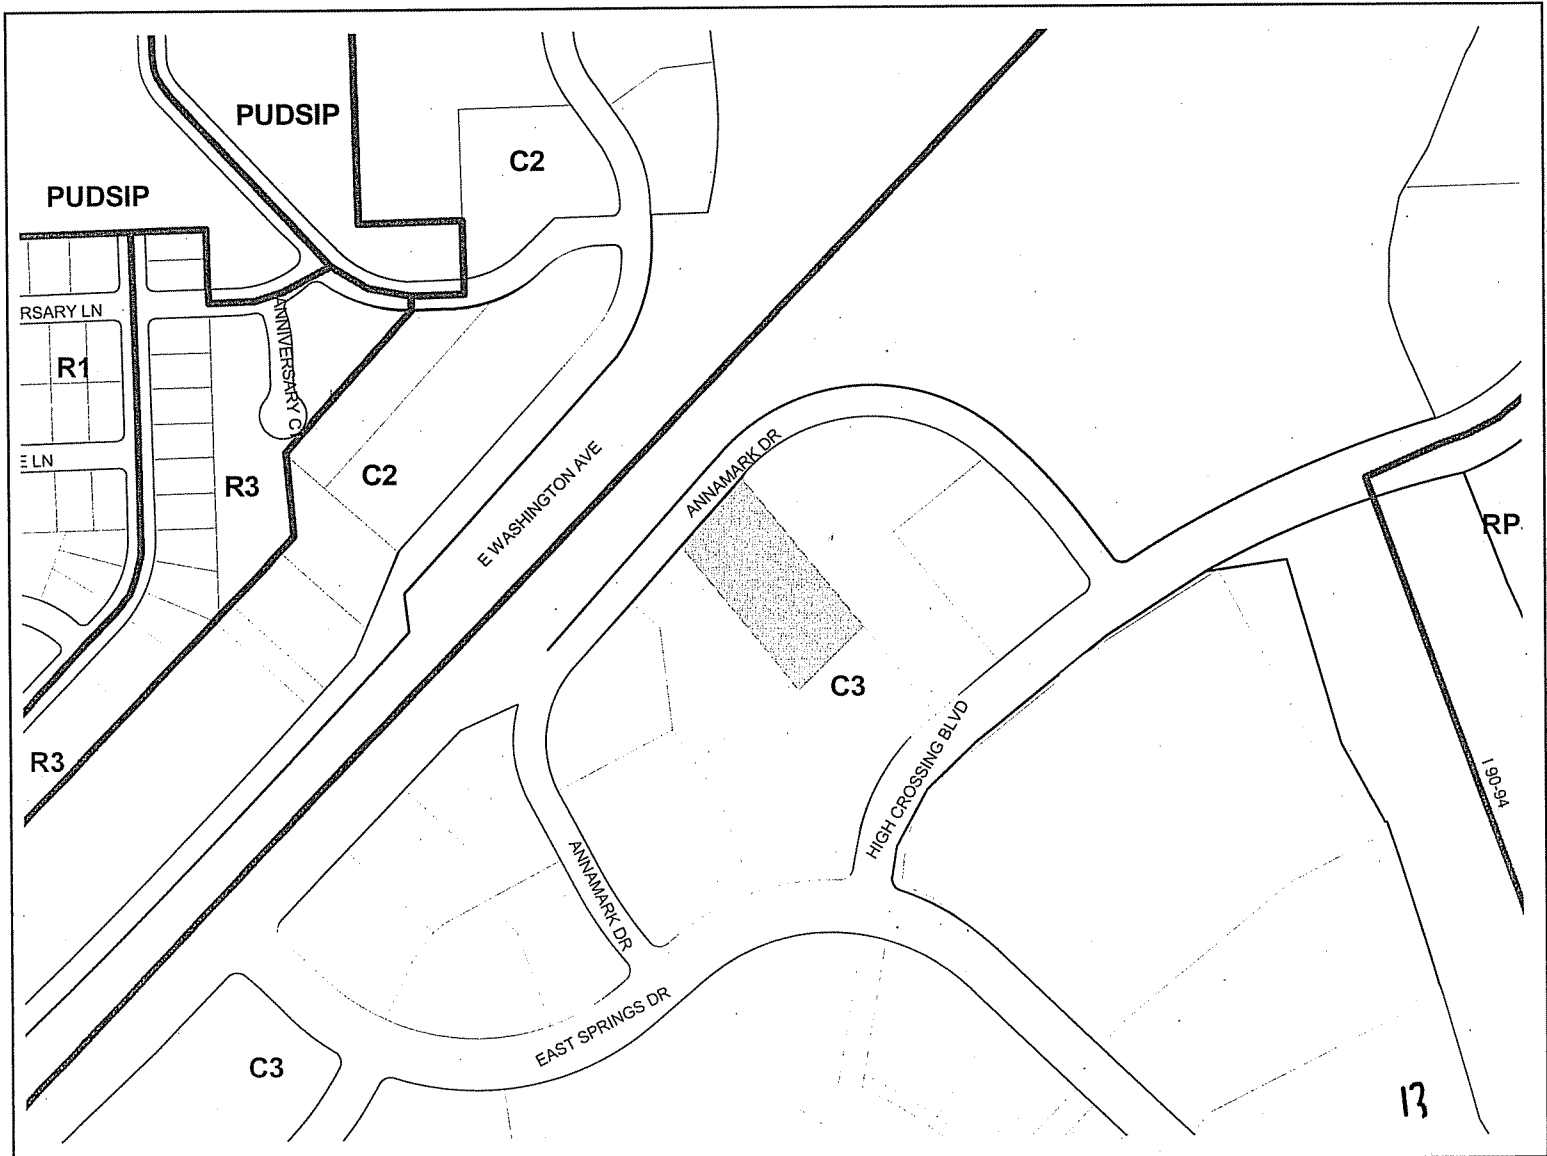 PUDSIP
C2
PUDSIP
RSARY LN
ANNIVERSARY CT
R1
E LN
R3
C2
E WASHINGTON AVE
ANNAMARK DR
RP
C3
R3
HIGH CROSSING BLVD
I 90-94
ANNAMARK DR
EAST SPRINGS DR
C3
13